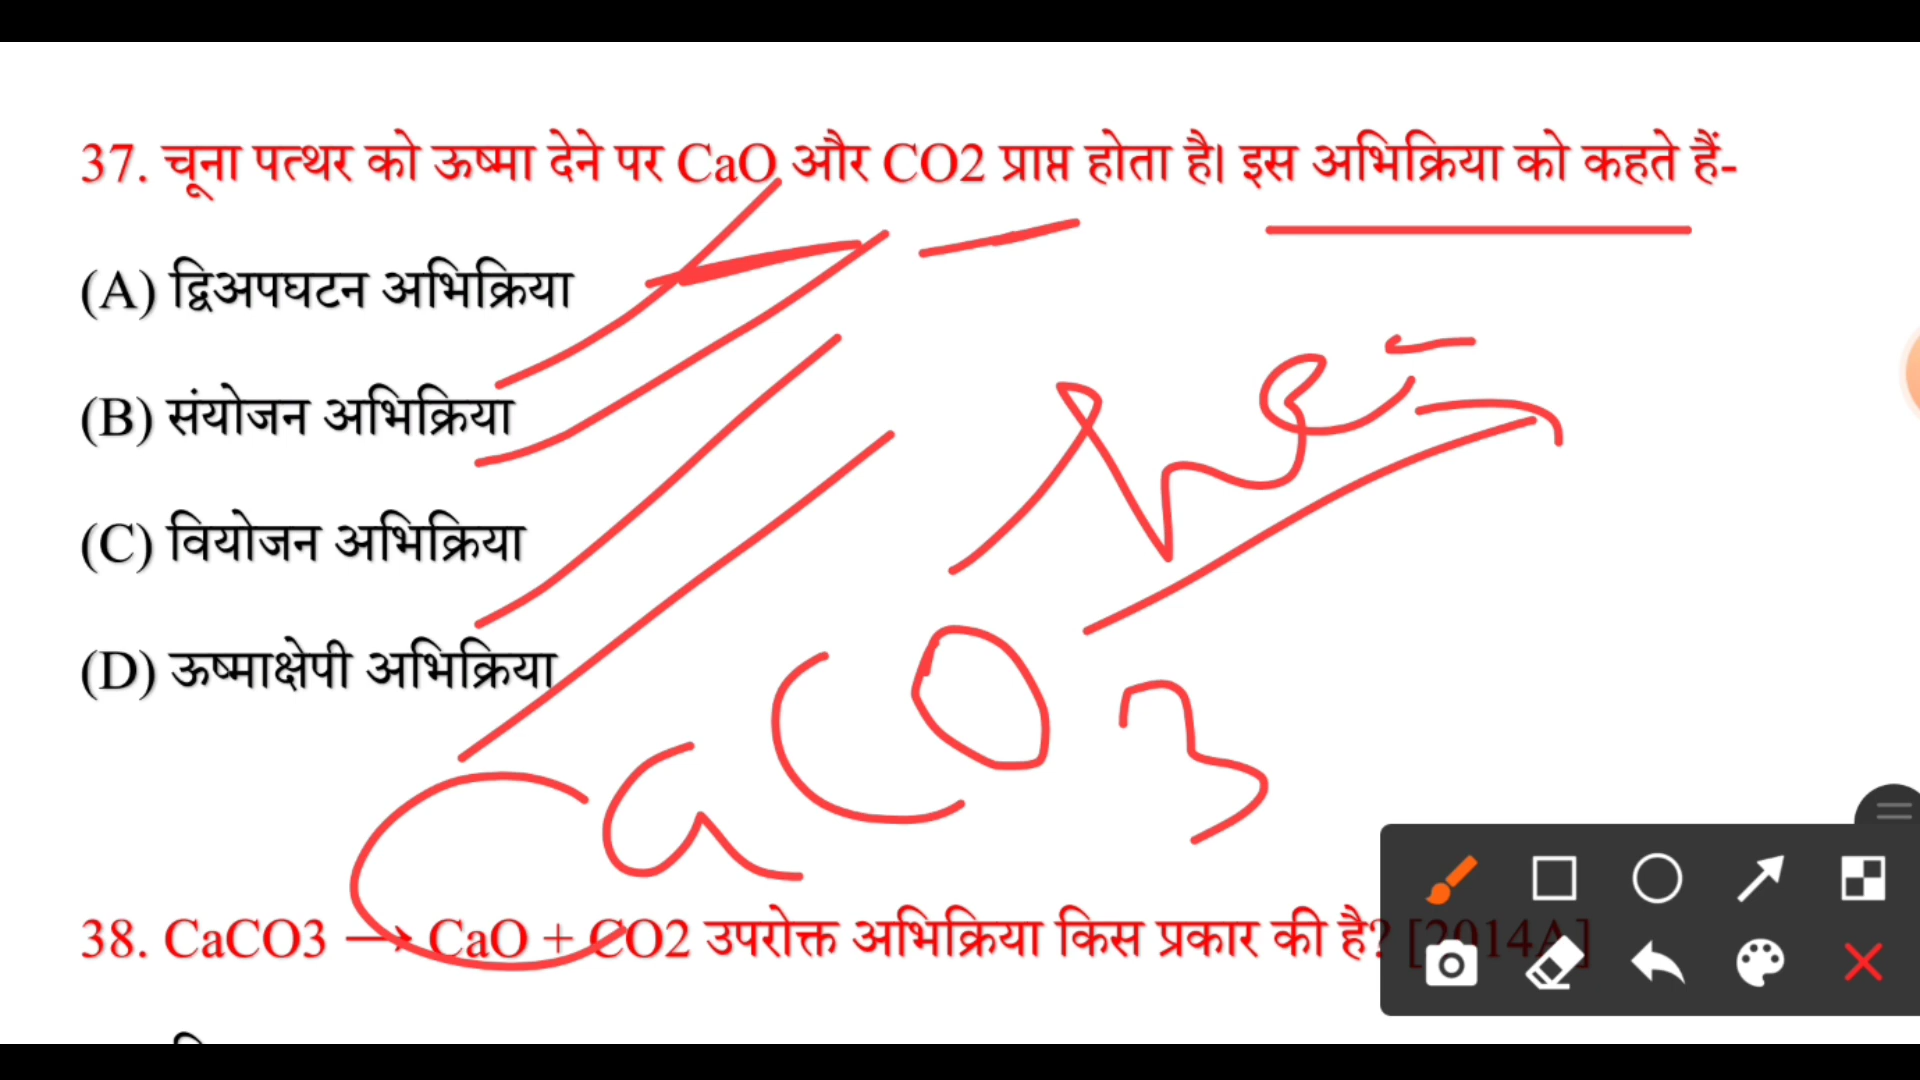 37. चूना पत्थर को ऊष्मा देने पर CaO और CO2 प्राप्त होता है। इस अभिक्रिया को कहते हैं-
(A) द्विअपघटन अभिक्रिया
(B) संयोजन अभिक्रिया
(C) वियोजन अभिक्रिया
(D) ऊष्माक्षेपी अभिक्रिया
CaCO3
38. CaCO3 → CaO + CO2 उपरोक्त अभिक्रिया किस प्रकार की है? [2014A]